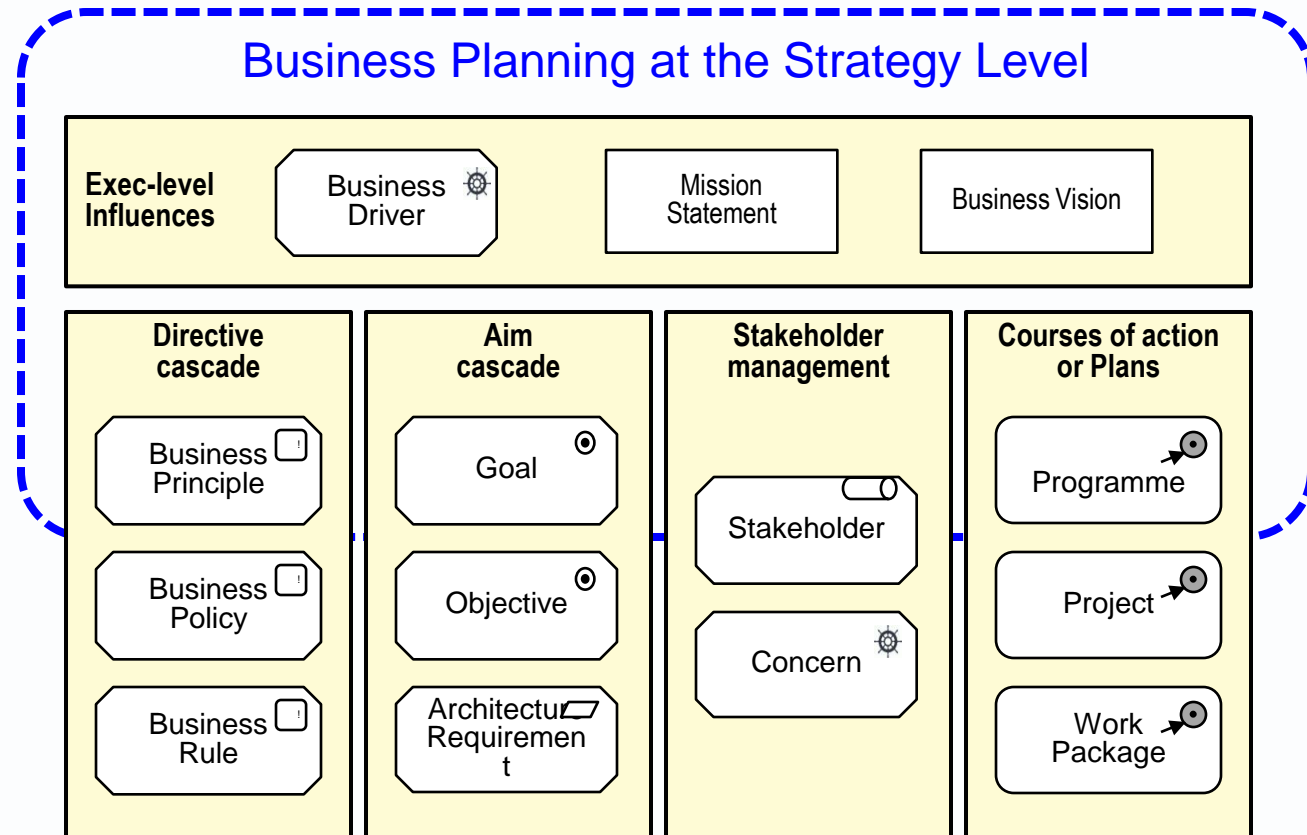 Business Planning at the Strategy Level
Exec-level
Influences
Business
Driver
Mission
Statement
Business Vision
Directive
cascade
Business
Principle
!
Business
Policy
!
Business
Rule
!
Aim
cascade
Goal
Objective
Architecture
Requiremen
t
Stakeholder
management
Stakeholder
Concern
Courses of action
or Plans
Programme
Project
Work
Package